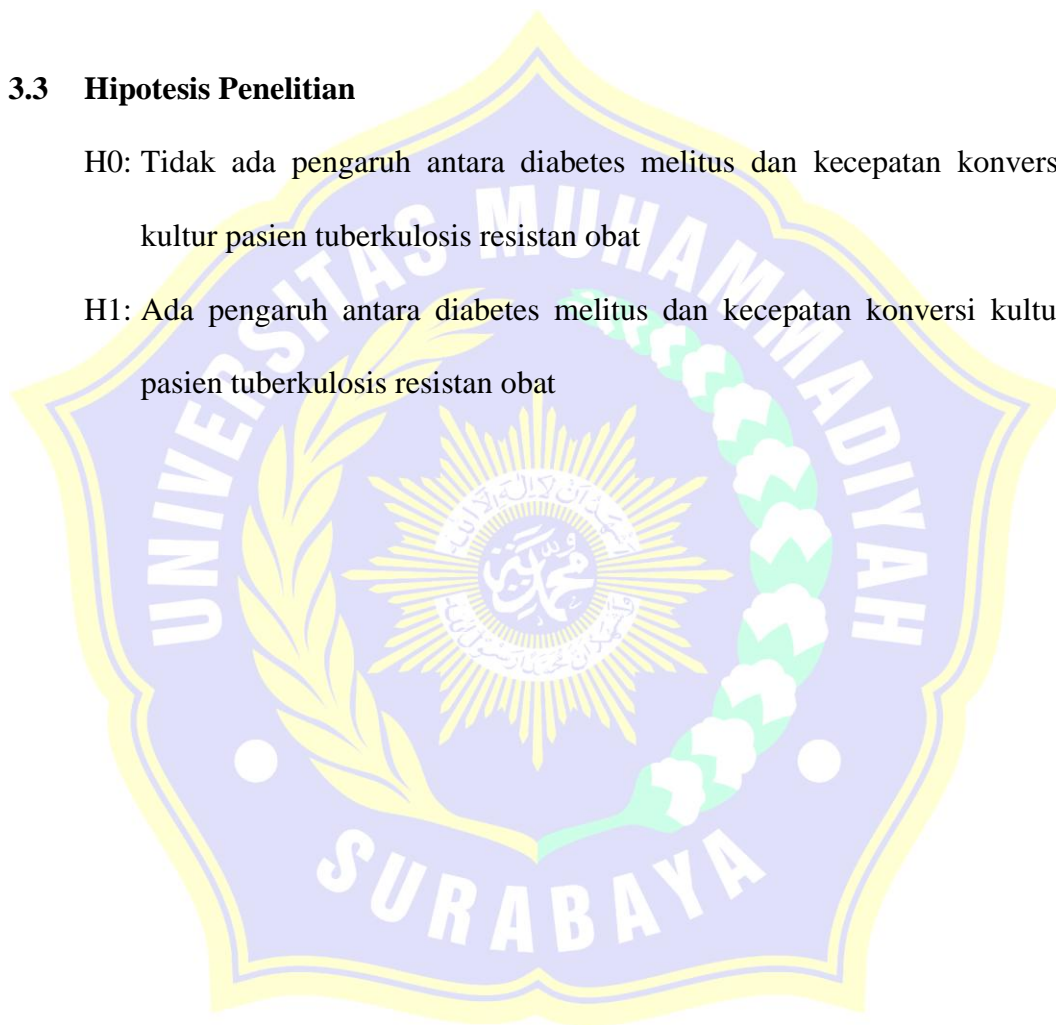 3.3 Hipotesis Penelitian
H0: Tidak ada pengaruh antara diabetes melitus dan kecepatan konvers
kultur pasien tuberkulosis resistan obat
H1: Ada pengaruh antara diabetes melitus dan kecepatan konversi kultu
pasien tuberkulosis resistan obat
UNIVERSITAS MUHAMMADIYAH
SURABAYA